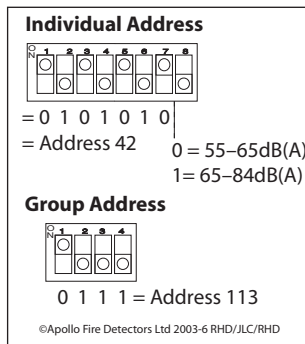 Individual Address
ON 1 2 3 4 5 6 7 8
= 0 1 0 1 0 1 0
= Address 42
0 = 55–65dB(A)
1= 65–84dB(A)
Group Address
ON 1 2 3 4
0 1 1 1 = Address 113
©Apollo Fire Detectors Ltd 2003-6 RHD/JLC/RHD